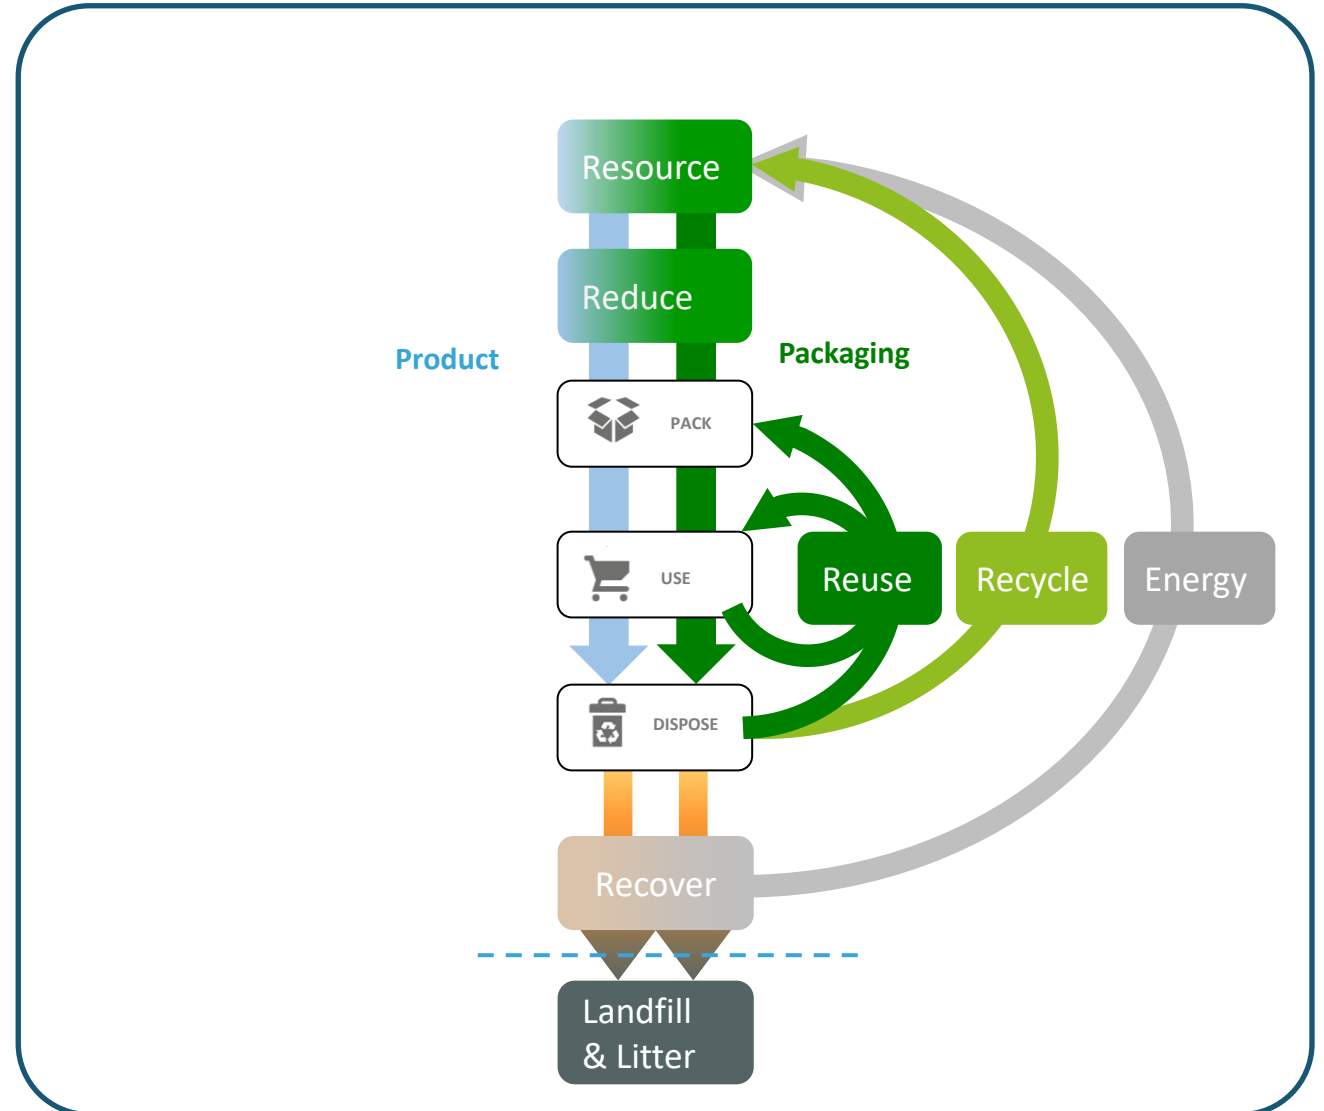 Resource
Reduce
Product
Packaging
PACK
USE
Reuse
Recycle
Energy
DISPOSE
Recover
Landfill
& Litter